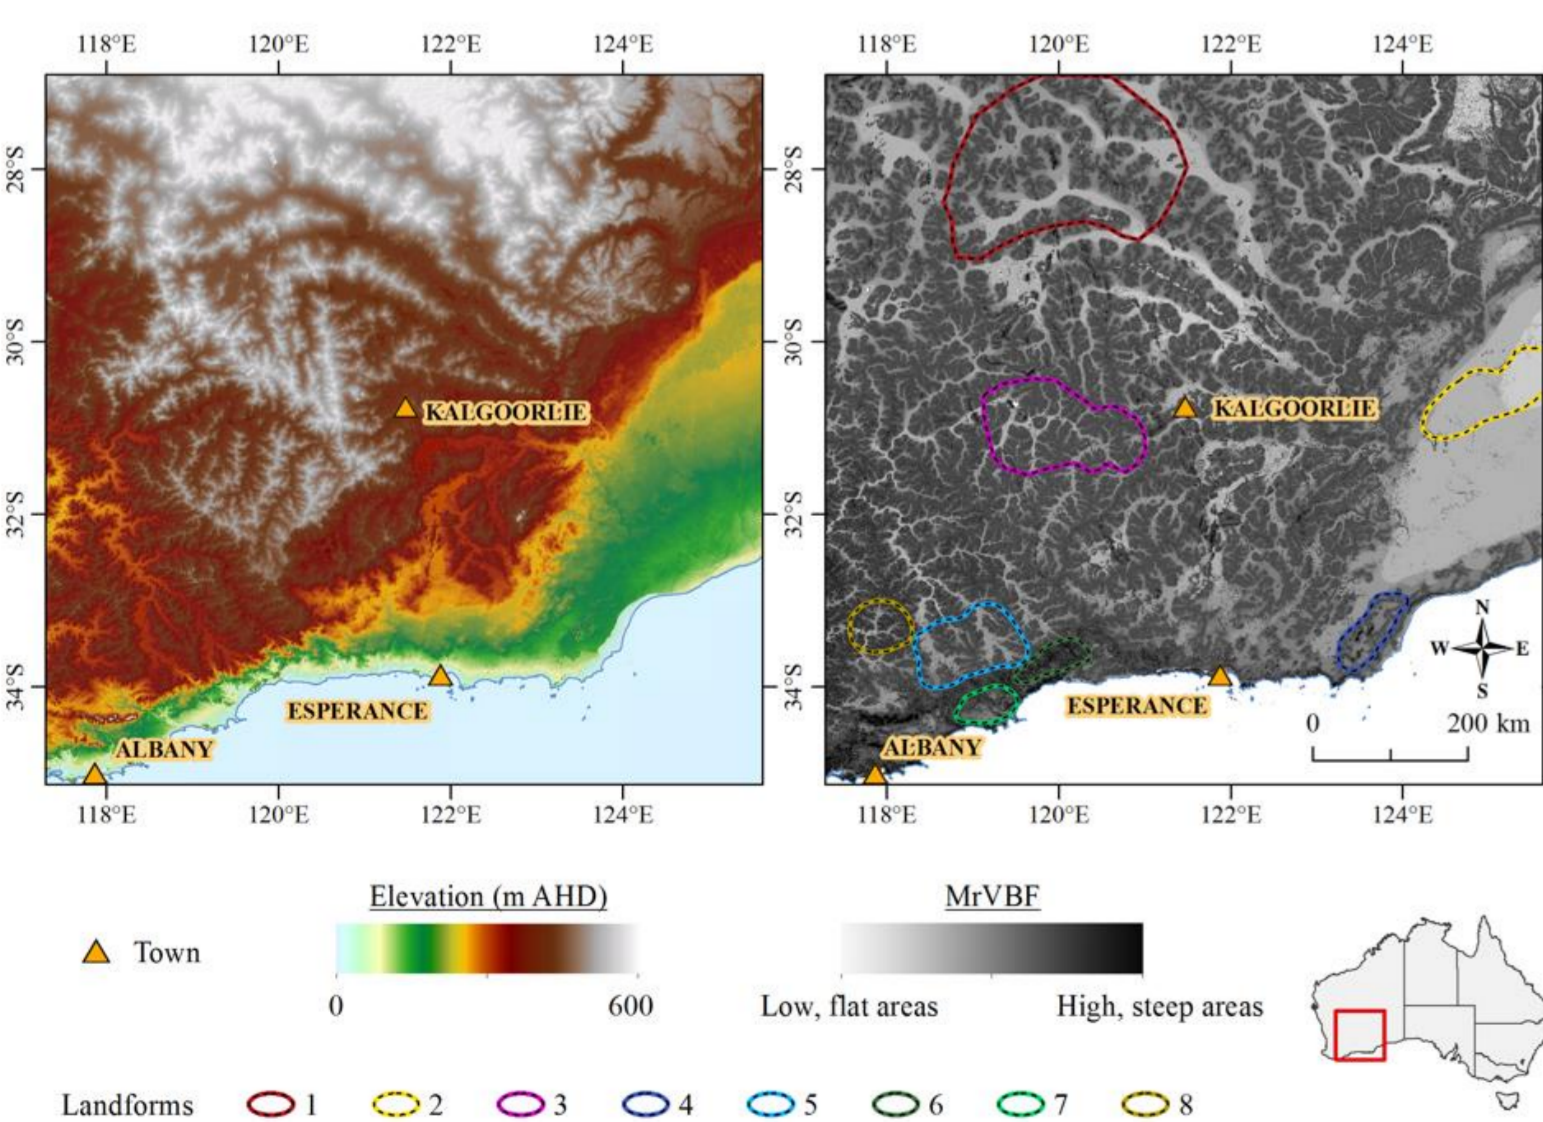 118°E 120°E 122°E 124°E 118°E 120°E 122°E 124°E
28°S 28°S
30°S 30°S
KALGOORLIE KALGOORLIE
32°S 32°S
N
W E
S
34°S 34°S
ESPERANCE ESPERANCE
0 200 km
ALBANY ALBANY
118°E 120°E 122°E 124°E 118°E 120°E 122°E 124°E
Elevation (m AHD) MrVBF
Town
0 600 Low, flat areas High, steep areas
Landforms 1 2 3 4 5 6 7 8